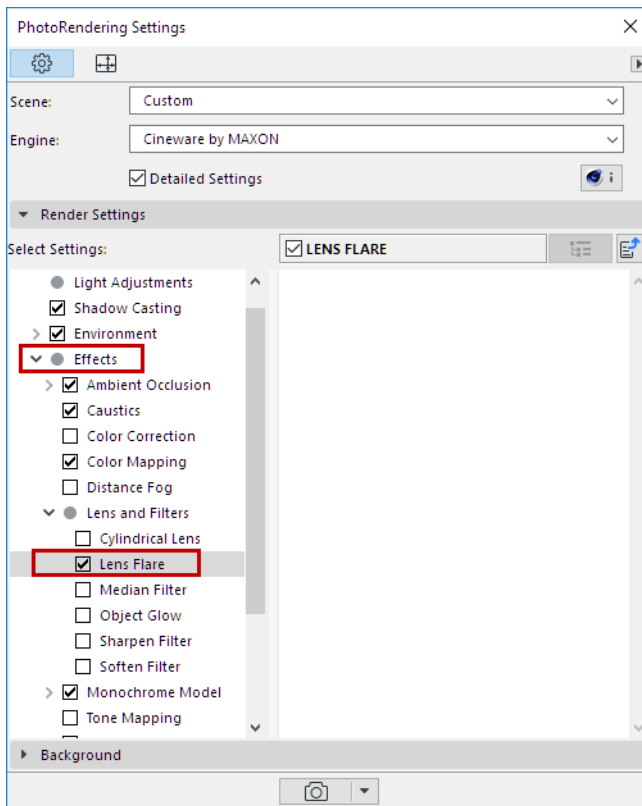 PhotoRendering Settings
Scene: Custom
Engine: Cineware by MAXON
Detailed Settings
i
Render Settings
Select Settings:
LENS FLARE
Light Adjustments
Shadow Casting
Environment
Effects
Ambient Occlusion
Caustics
Color Correction
Color Mapping
Distance Fog
Lens and Filters
Cylindrical Lens
Lens Flare
Median Filter
Object Glow
Sharpen Filter
Soften Filter
Monochrome Model
Tone Mapping
Background